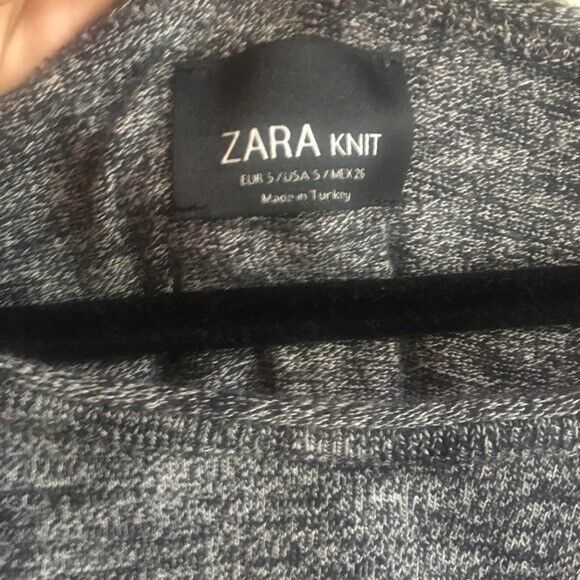 ZARA KNIT
EUR S / USA S / MEX 26
Made in Turkey